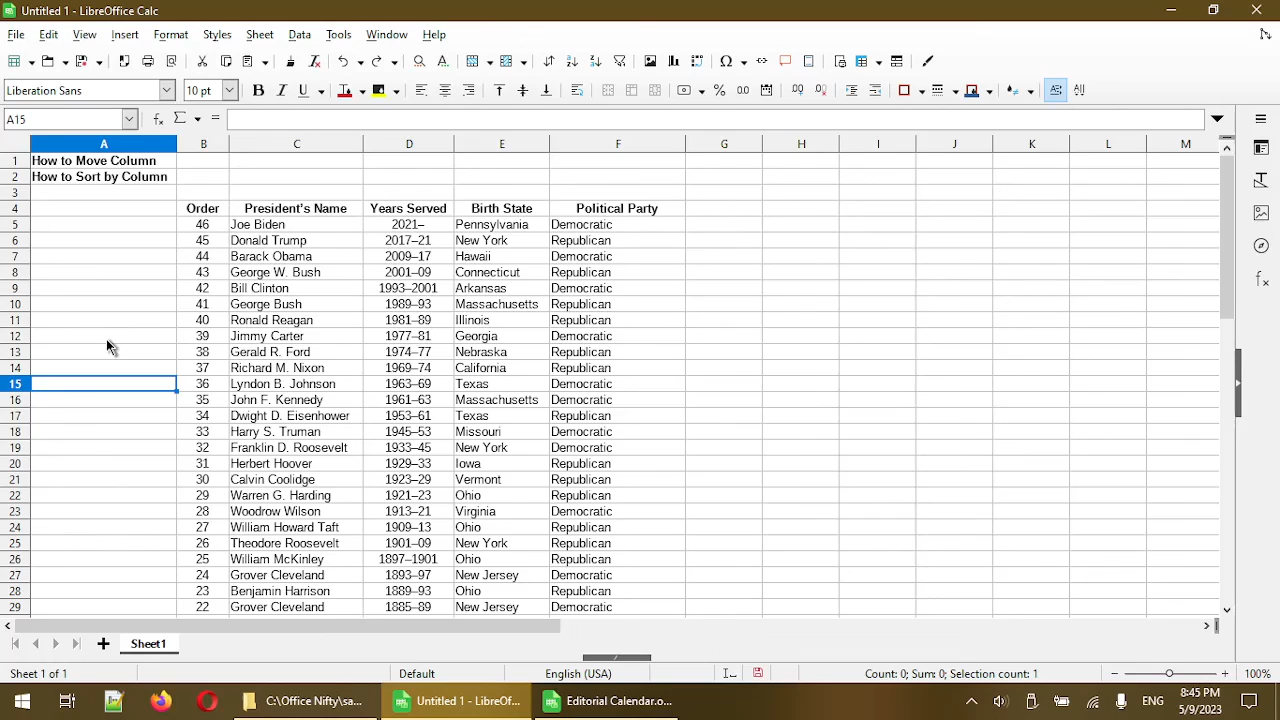 Untitled 1 - LibreOffice Calc
File Edit View Insert Format Styles Sheet Data Tools Window Help
Liberation Sans 10 pt
A15
A B C D E F G H I J K L M
1 How to Move Column
2 How to Sort by Column
3
4 Order President's Name Years Served Birth State Political Party
5 46 Joe Biden 2021– Pennsylvania Democratic
6 45 Donald Trump 2017–21 New York Republican
7 44 Barack Obama 2009–17 Hawaii Democratic
8 43 George W. Bush 2001–09 Connecticut Republican
9 42 Bill Clinton 1993–2001 Arkansas Democratic
10 41 George Bush 1989–93 Massachusetts Republican
11 40 Ronald Reagan 1981–89 Illinois Republican
12 39 Jimmy Carter 1977–81 Georgia Democratic
13 38 Gerald R. Ford 1974–77 Nebraska Republican
14 37 Richard M. Nixon 1969–74 California Republican
15 36 Lyndon B. Johnson 1963–69 Texas Democratic
16 35 John F. Kennedy 1961–63 Massachusetts Democratic
17 34 Dwight D. Eisenhower 1953–61 Texas Republican
18 33 Harry S. Truman 1945–53 Missouri Democratic
19 32 Franklin D. Roosevelt 1933–45 New York Democratic
20 31 Herbert Hoover 1929–33 Iowa Republican
21 30 Calvin Coolidge 1923–29 Vermont Republican
22 29 Warren G. Harding 1921–23 Ohio Republican
23 28 Woodrow Wilson 1913–21 Virginia Democratic
24 27 William Howard Taft 1909–13 Ohio Republican
25 26 Theodore Roosevelt 1901–09 New York Republican
26 25 William McKinley 1897–1901 Ohio Republican
27 24 Grover Cleveland 1893–97 New Jersey Democratic
28 23 Benjamin Harrison 1889–93 Ohio Republican
29 22 Grover Cleveland 1885–89 New Jersey Democratic
Sheet1
Sheet 1 of 1 Default English (USA) Count: 0; Sum: 0; Selection count: 1 100%
C:\Office Nifty\sa... Untitled 1 - LibreOf... Editorial Calendar.o... 8:45 PM
5/9/2023